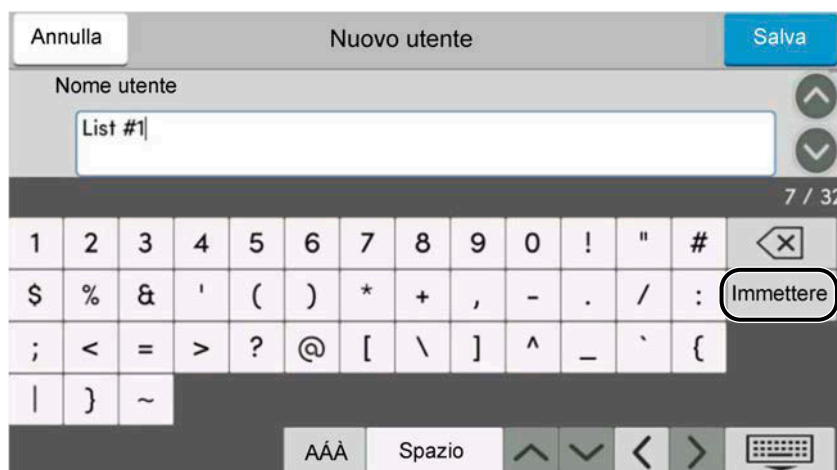 Annulla Nuovo utente Salva
Nome utente
List #1
7 / 32
1 2 3 4 5 6 7 8 9 0 ! " #
$ % & ' ( ) * + , - . / : Immettere
; < = > ? @ [ \ ] ^ _ ` {
| } ~
AÁÀ Spazio